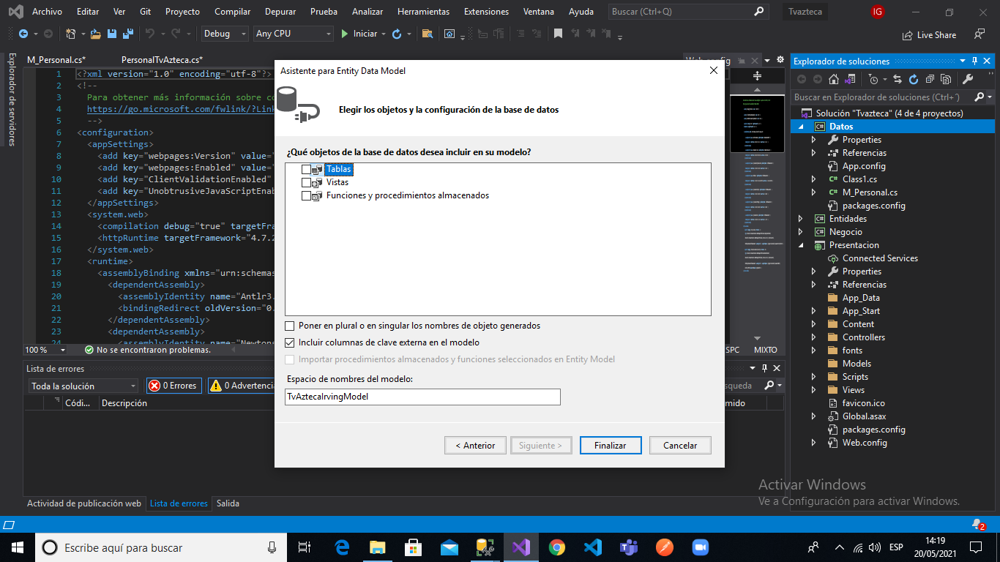 Archivo Editar Ver Git Proyecto Compilar Depurar Prueba Analizar Herramientas Extensiones Ventana Ayuda Buscar (Ctrl+Q) Tvazteca IG
Debug Any CPU Iniciar Live Share
Explorador de servidores
M_Personal.cs* PersonalTvAzteca.cs* Web.config
1 <?xml version="1.0" encoding="utf-8"?>
2 <!--
3 Para obtener más información sobre
4 https://go.microsoft.com/fwlink/?Link
5 -->
6 <configuration>
7 <appSettings>
8 <add key="webpages:Version" value=
9 <add key="webpages:Enabled" value=
10 <add key="ClientValidationEnabled"
11 <add key="UnobtrusiveJavaScriptEnab
12 </appSettings>
13 <system.web>
14 <compilation debug="true" targetFra
15 <httpRuntime targetFramework="4.7.2
16 </system.web>
17 <runtime>
18 <assemblyBinding xmlns="urn:schemas
19 <dependentAssembly>
20 <assemblyIdentity name="Antlr3.
21 <bindingRedirect oldVersion="0.
22 </dependentAssembly>
23 <dependentAssembly>
24 <assemblyIdentity name="Newtons
100 % No se encontraron problemas. SPC MIXTO
Asistente para Entity Data Model
Elegir los objetos y la configuración de la base de datos
¿Qué objetos de la base de datos desea incluir en su modelo?
Tablas
Vistas
Funciones y procedimientos almacenados
Poner en plural o en singular los nombres de objeto generados
Incluir columnas de clave externa en el modelo
Importar procedimientos almacenados y funciones seleccionados en Entity Model
Espacio de nombres del modelo:
TvAztecaIrvingModel
< Anterior Siguiente > Finalizar Cancelar
Lista de errores
Toda la solución 0 Errores 0 Advertencia squeda
Códi... Descripción mido
Actividad de publicación web Lista de errores Salida
Explorador de soluciones
Buscar en Explorador de soluciones (Ctrl+´)
Solución "Tvazteca" (4 de 4 proyectos)
C# Datos
Properties
Referencias
App.config
C# Class1.cs
C# M_Personal.cs
packages.config
C# Entidades
C# Negocio
Presentacion
Connected Services
Properties
Referencias
App_Data
App_Start
Content
Controllers
fonts
Models
Scripts
Views
favicon.ico
Global.asax
packages.config
Web.config
Activar Windows
Ve a Configuración para activar Windows.
2
Escribe aquí para buscar
ESP
14:19
20/05/2021